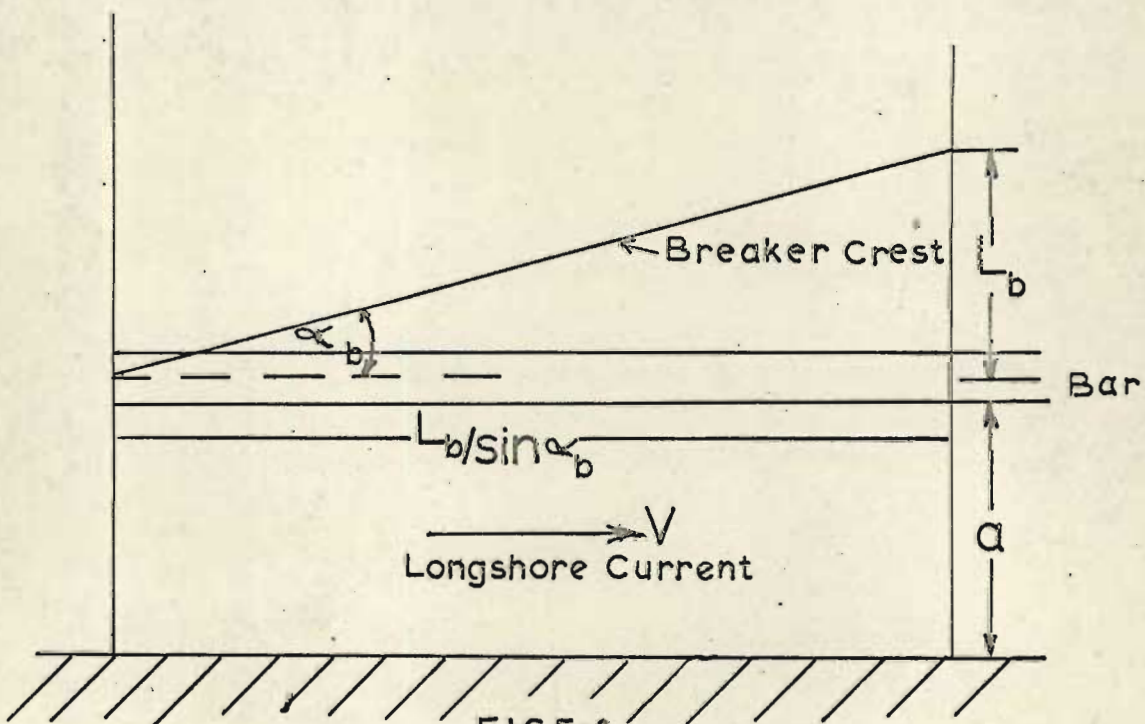 Breaker Crest
L_b
α_b
Bar
L_b/sin α_b
V
a
Longshore Current